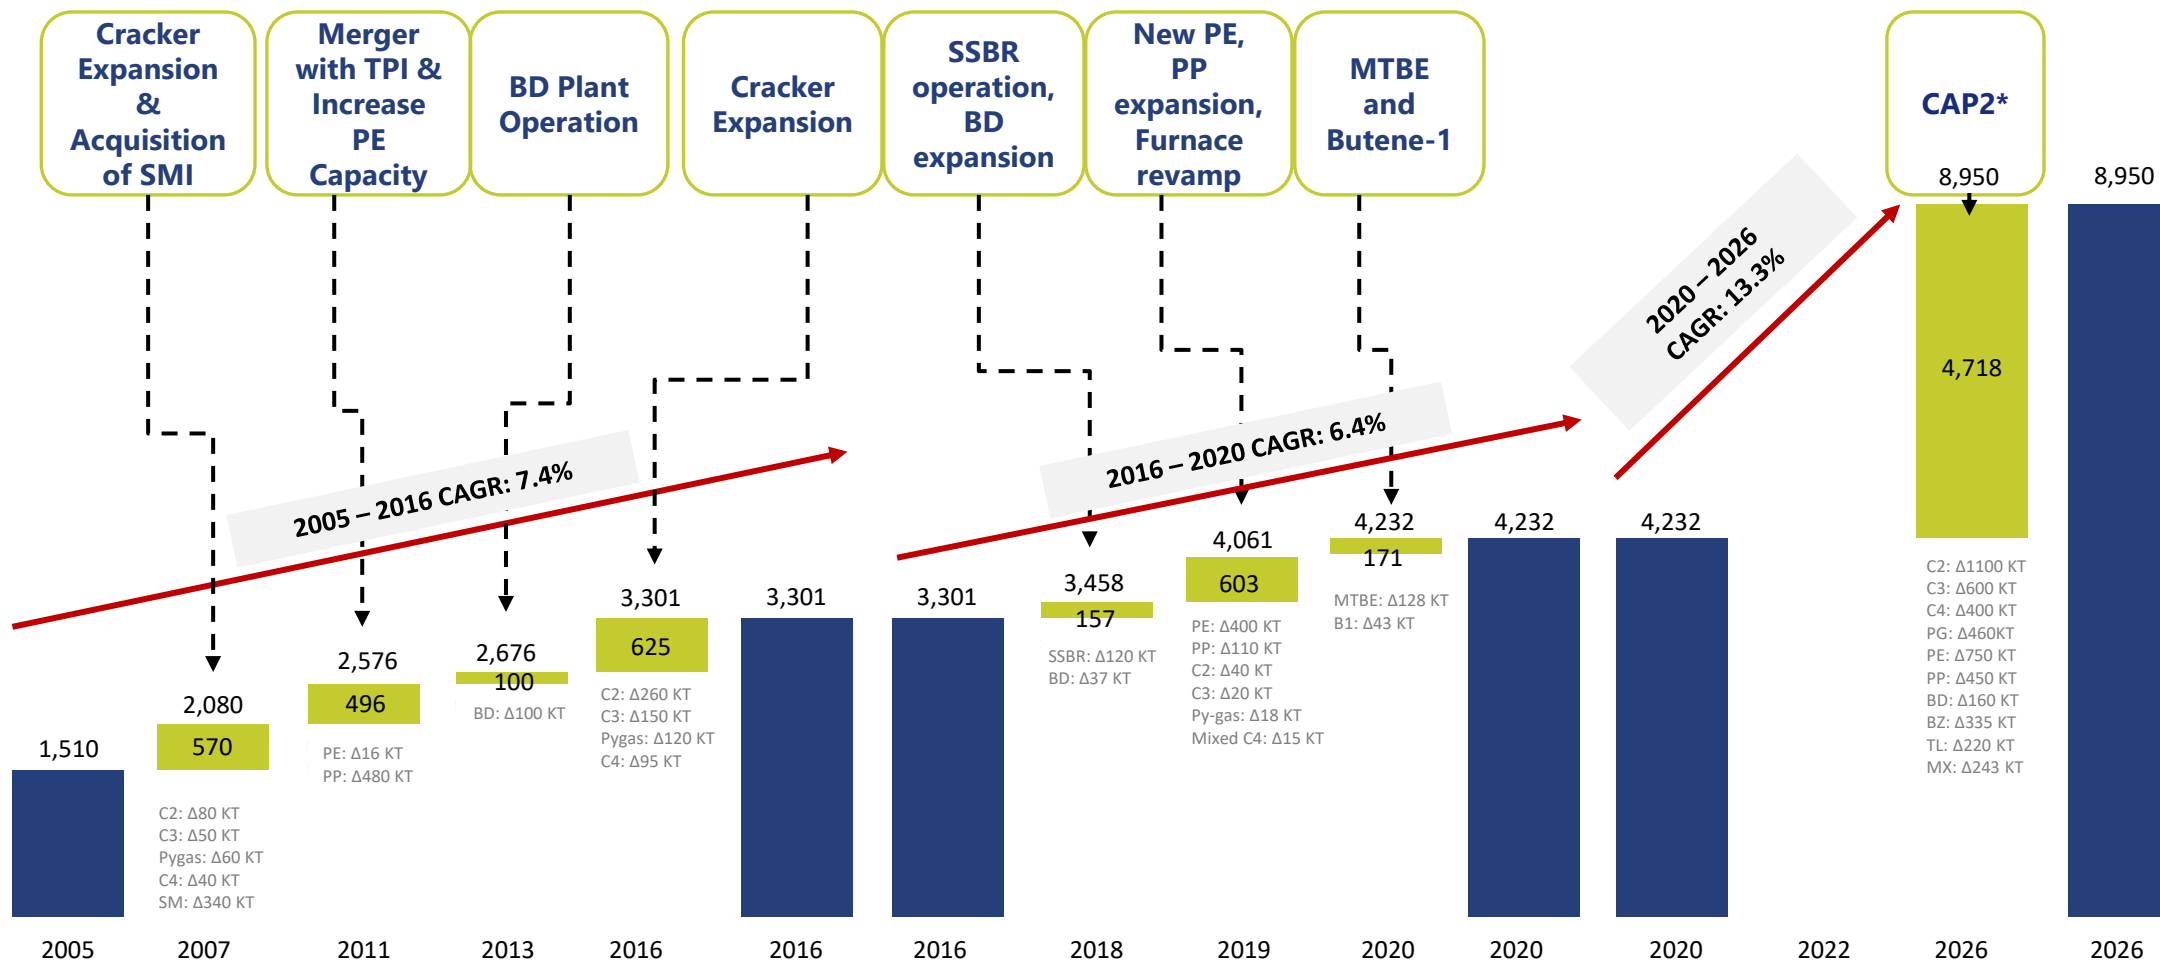 Cracker
Expansion
&
Acquisition
of SMI
Merger
with TPI &
Increase
PE
Capacity
BD Plant
Operation
Cracker
Expansion
SSBR
operation,
BD
expansion
New PE,
PP
expansion,
Furnace
revamp
MTBE
and
Butene-1
CAP2*
2005 – 2016 CAGR: 7.4%
2016 – 2020 CAGR: 6.4%
2020 – 2026
CAGR: 13.3%
1,510
2,080
570
C2: Δ80 KT
C3: Δ50 KT
Pygas: Δ60 KT
C4: Δ40 KT
SM: Δ340 KT
2,576
496
PE: Δ16 KT
PP: Δ480 KT
2,676
100
BD: Δ100 KT
3,301
625
C2: Δ260 KT
C3: Δ150 KT
Pygas: Δ120 KT
C4: Δ95 KT
3,301
3,301
3,458
157
SSBR: Δ120 KT
BD: Δ37 KT
4,061
603
PE: Δ400 KT
PP: Δ110 KT
C2: Δ40 KT
C3: Δ20 KT
Py-gas: Δ18 KT
Mixed C4: Δ15 KT
4,232
171
MTBE: Δ128 KT
B1: Δ43 KT
4,232
4,232
8,950
4,718
C2: Δ1100 KT
C3: Δ600 KT
C4: Δ400 KT
PG: Δ460KT
PE: Δ750 KT
PP: Δ450 KT
BD: Δ160 KT
BZ: Δ335 KT
TL: Δ220 KT
MX: Δ243 KT
8,950
2005
2007
2011
2013
2016
2016
2016
2018
2019
2020
2020
2020
2022
2026
2026